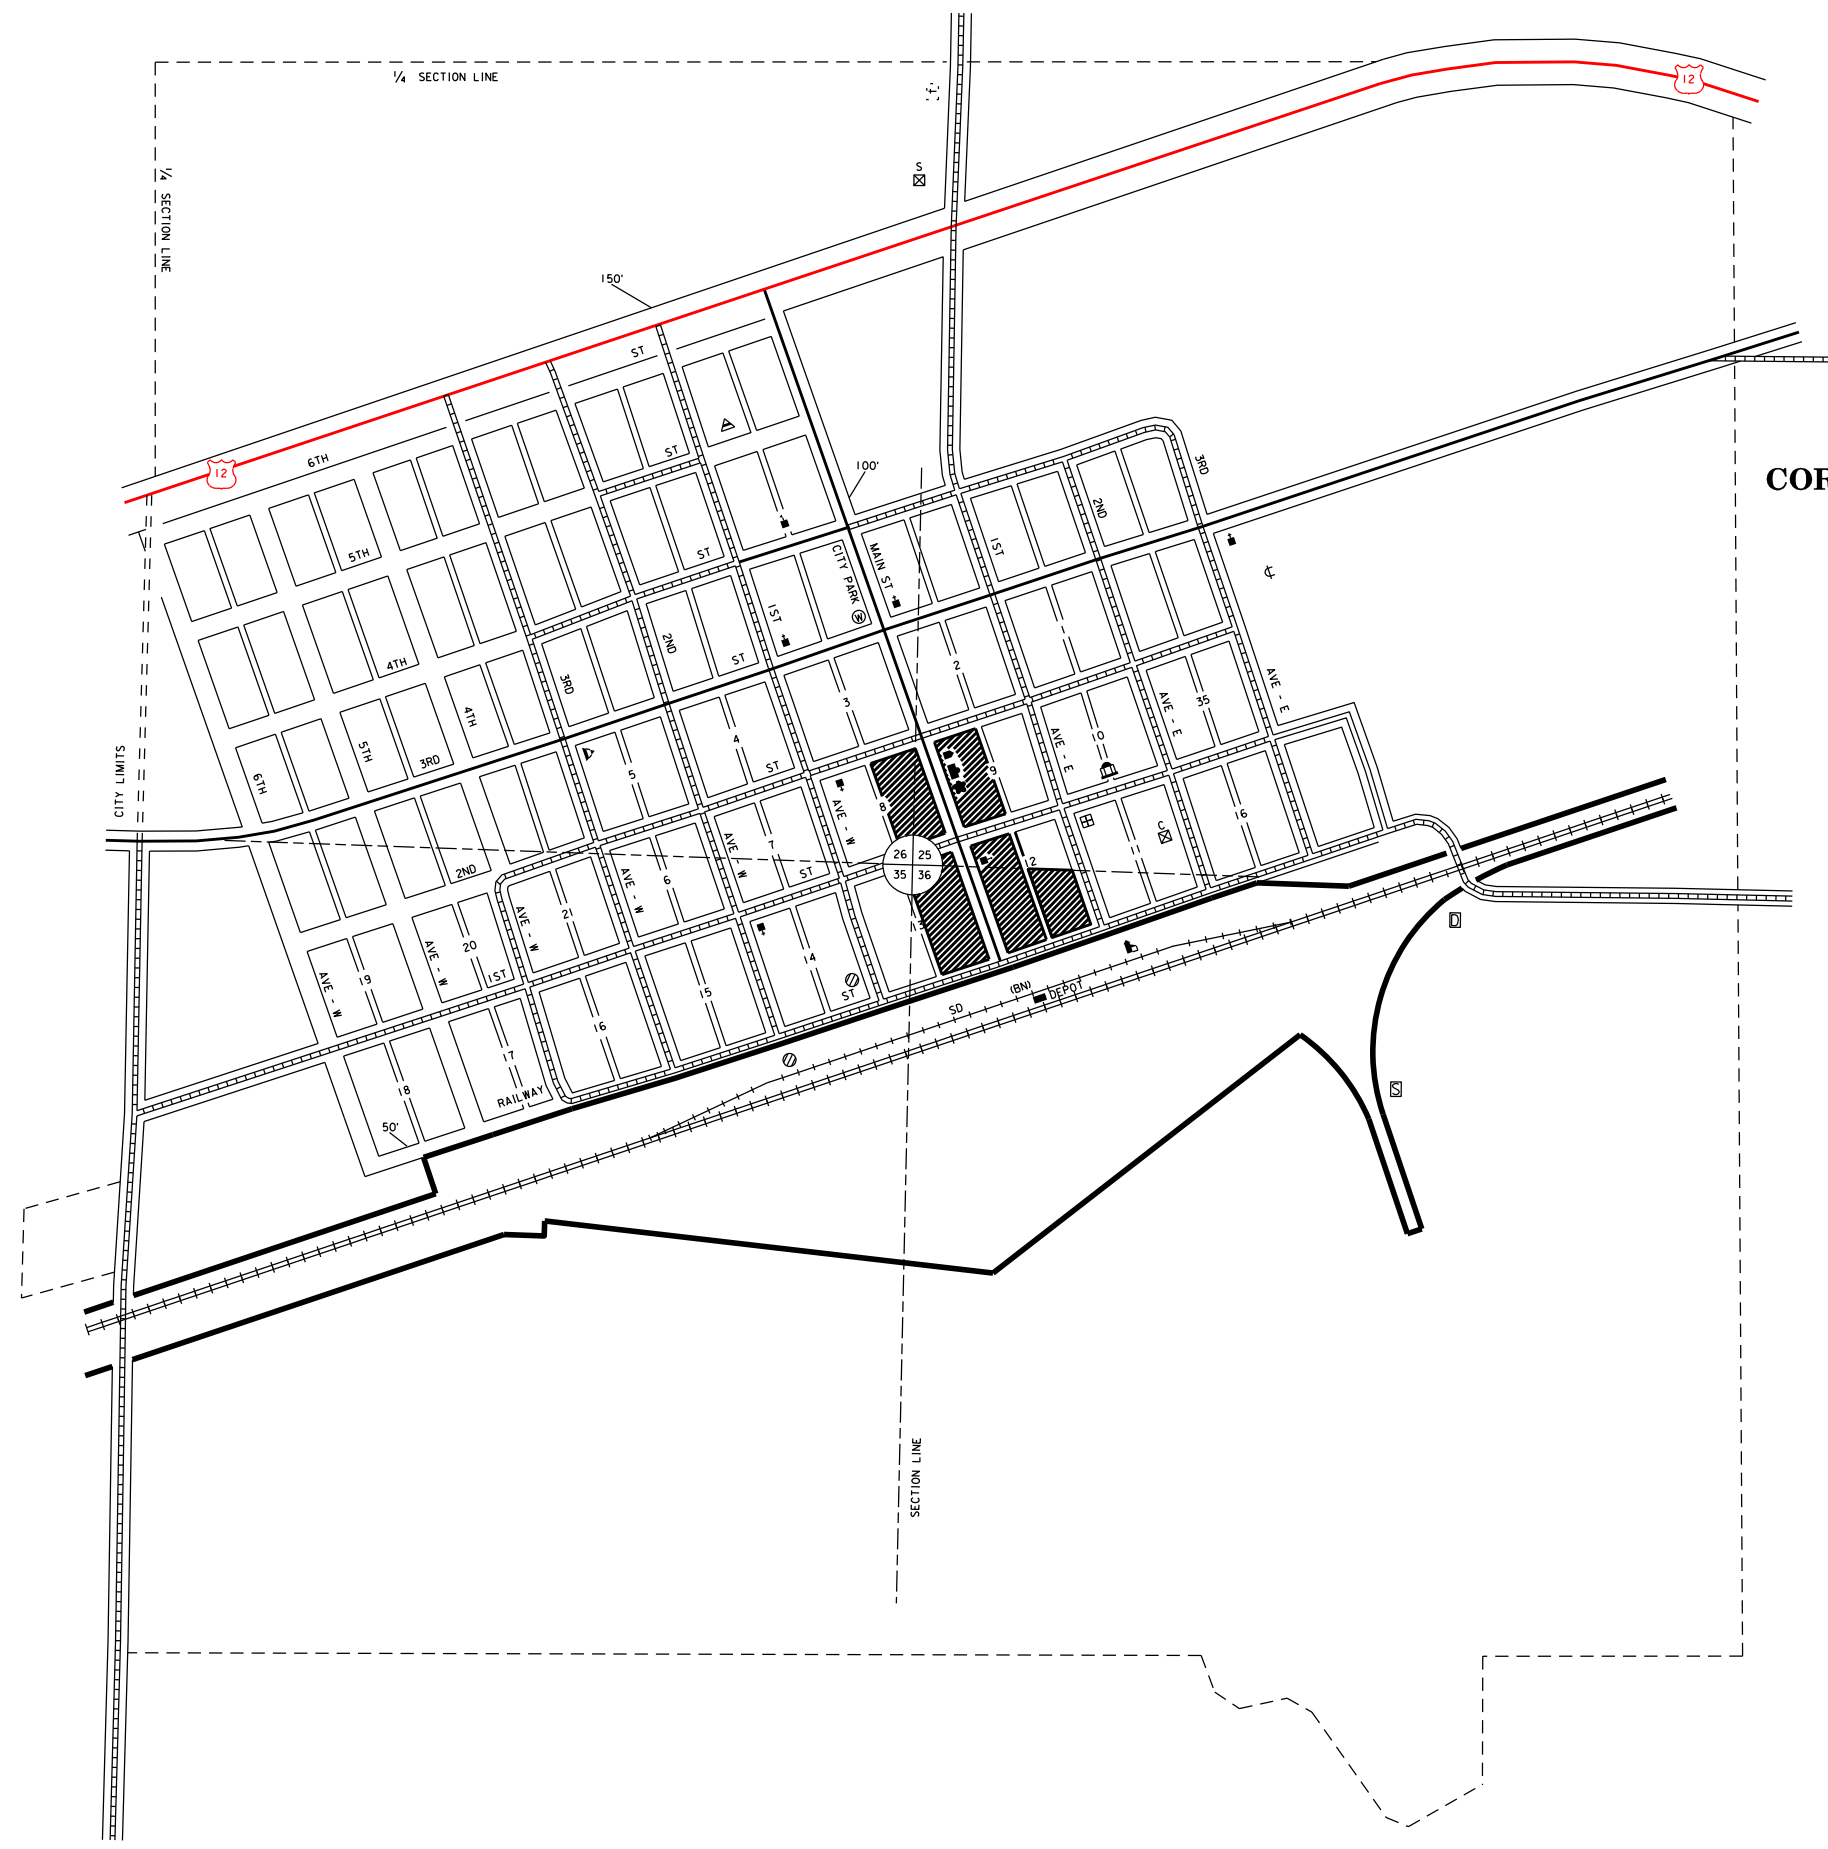 ¼ SECTION LINE
12
S
¼ SECTION LINE
150'
ST
6TH
12
ST
100'
3RD
COR
2ND
5TH
ST
CITY PARK
MAIN ST
1ST
W
1ST
2ND
ST
4TH
3RD
2
AVE - E
35
AVE - E
3
4TH
5TH
3RD
6TH
4
ST
5
10
AVE - E
9
CITY LIMITS
8
AVE - W
16
C
7
AVE - W
26 25
35 36
12
11
2ND
ST
6
AVE - W
21
AVE - W
20
AVE - W
1ST
19
AVE - W
13
D
14
ST
15
(BN)
DEPOT
SD
16
17
18
RAILWAY
50'
S
SECTION LINE